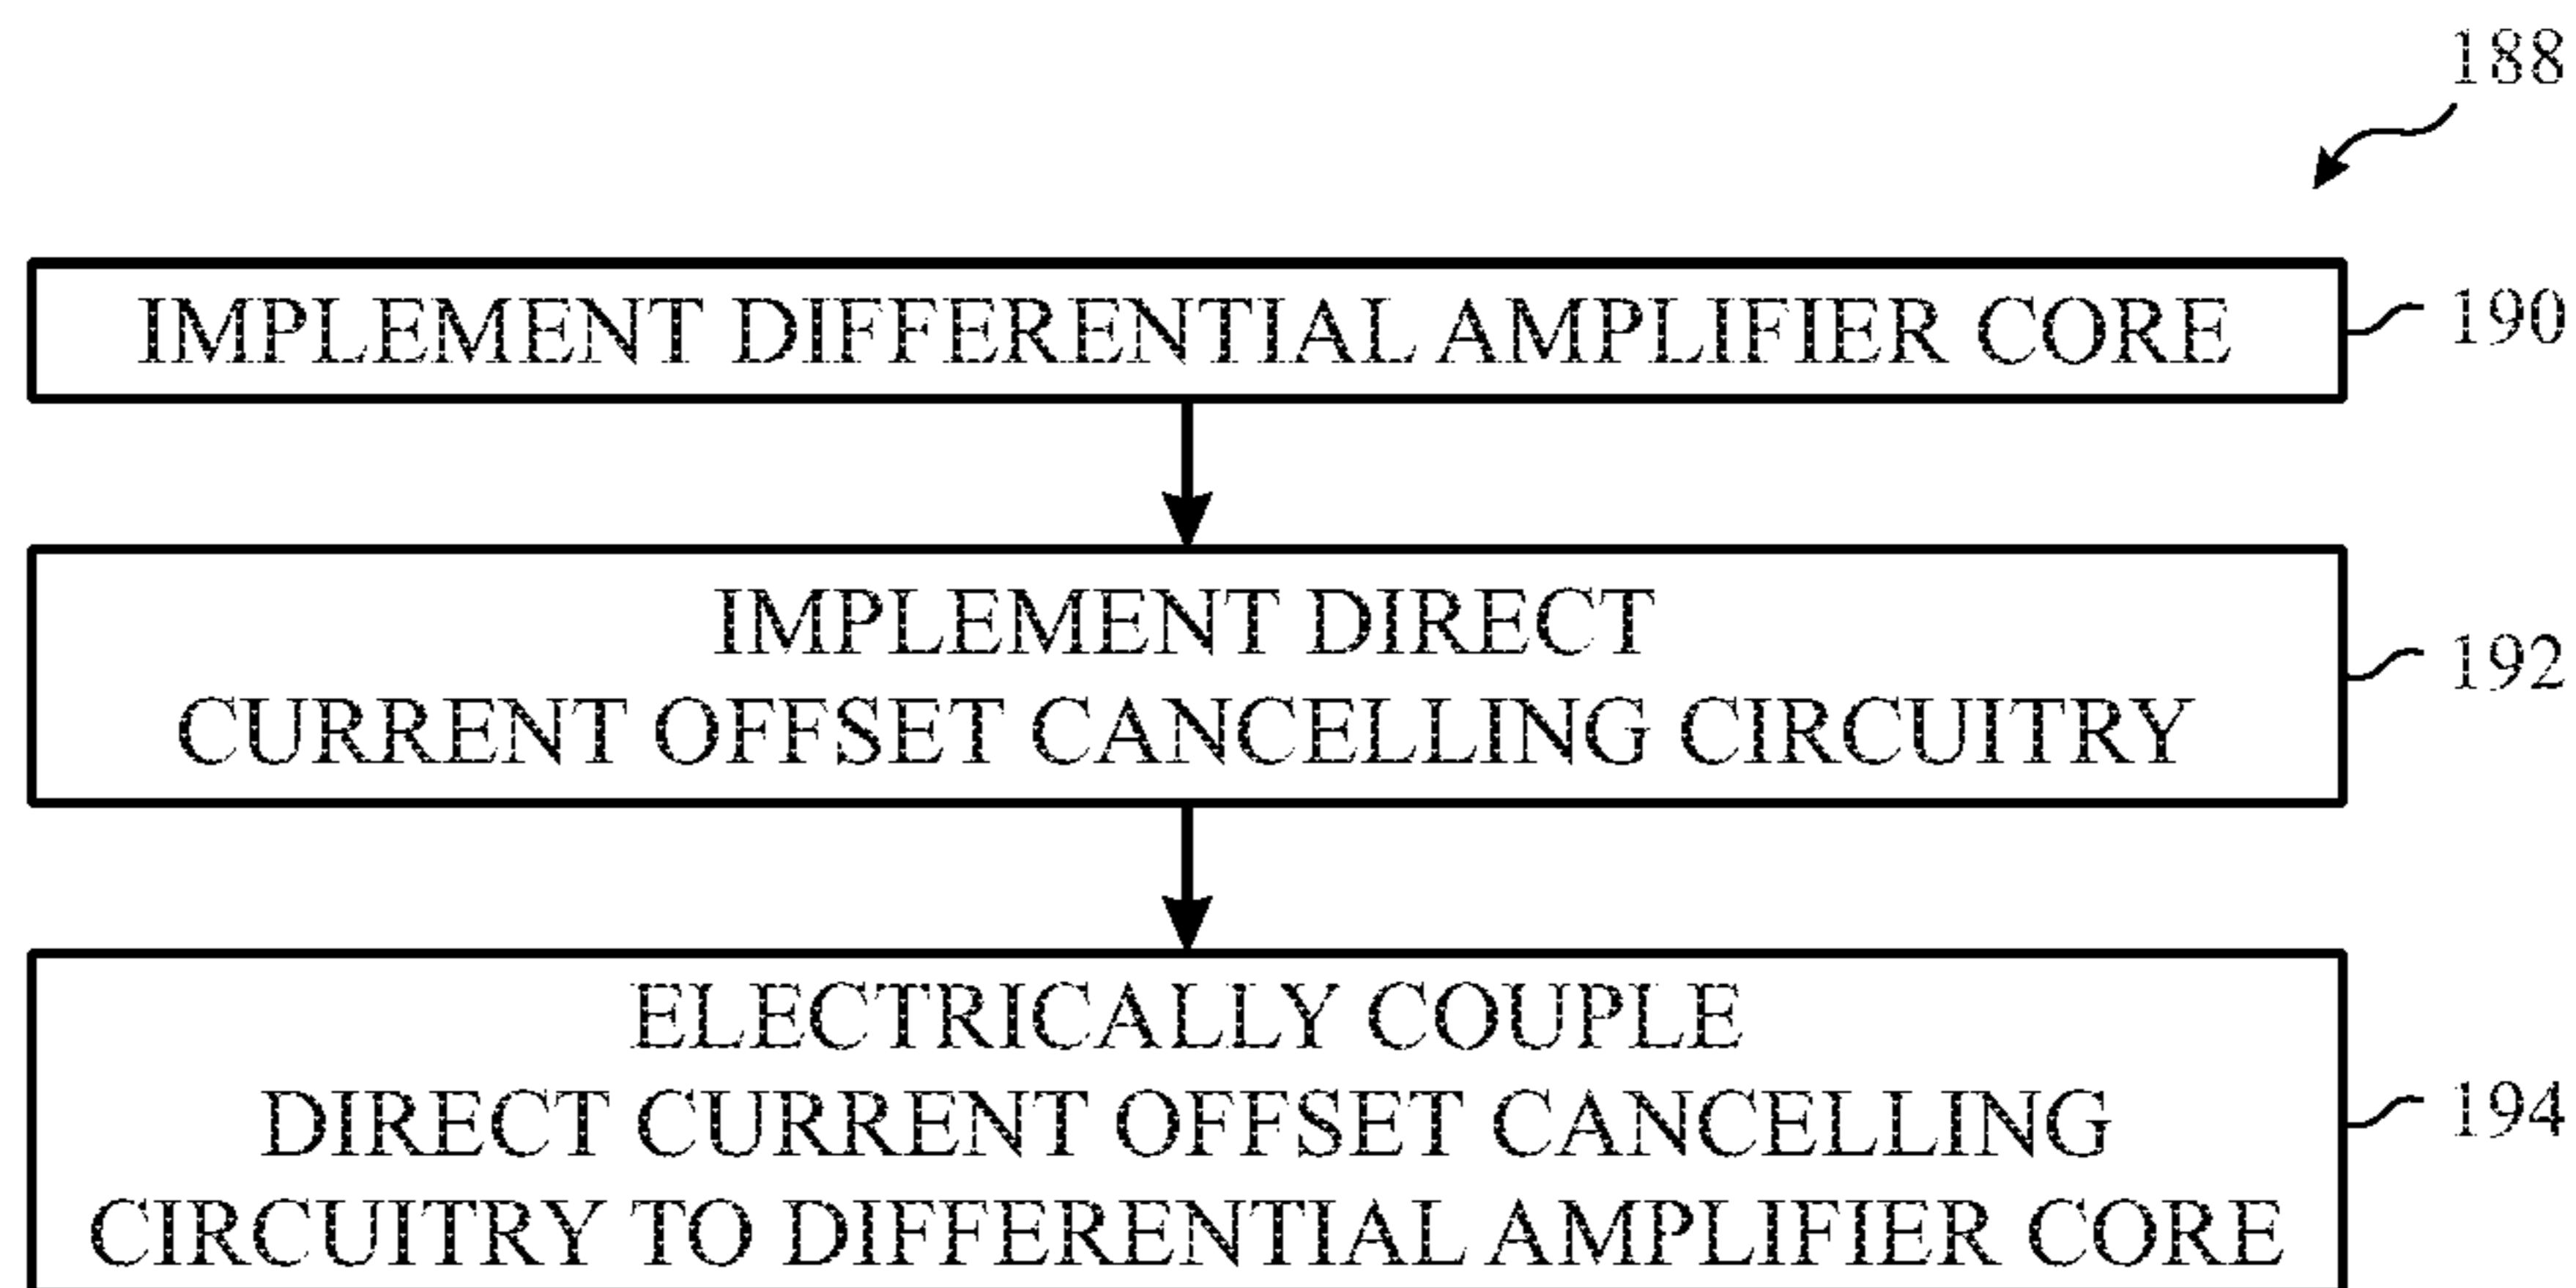 188
IMPLEMENT DIFFERENTIAL AMPLIFIER CORE
190
IMPLEMENT DIRECT
CURRENT OFFSET CANCELLING CIRCUITRY
192
ELECTRICALLY COUPLE
DIRECT CURRENT OFFSET CANCELLING
CIRCUITRY TO DIFFERENTIAL AMPLIFIER CORE
194